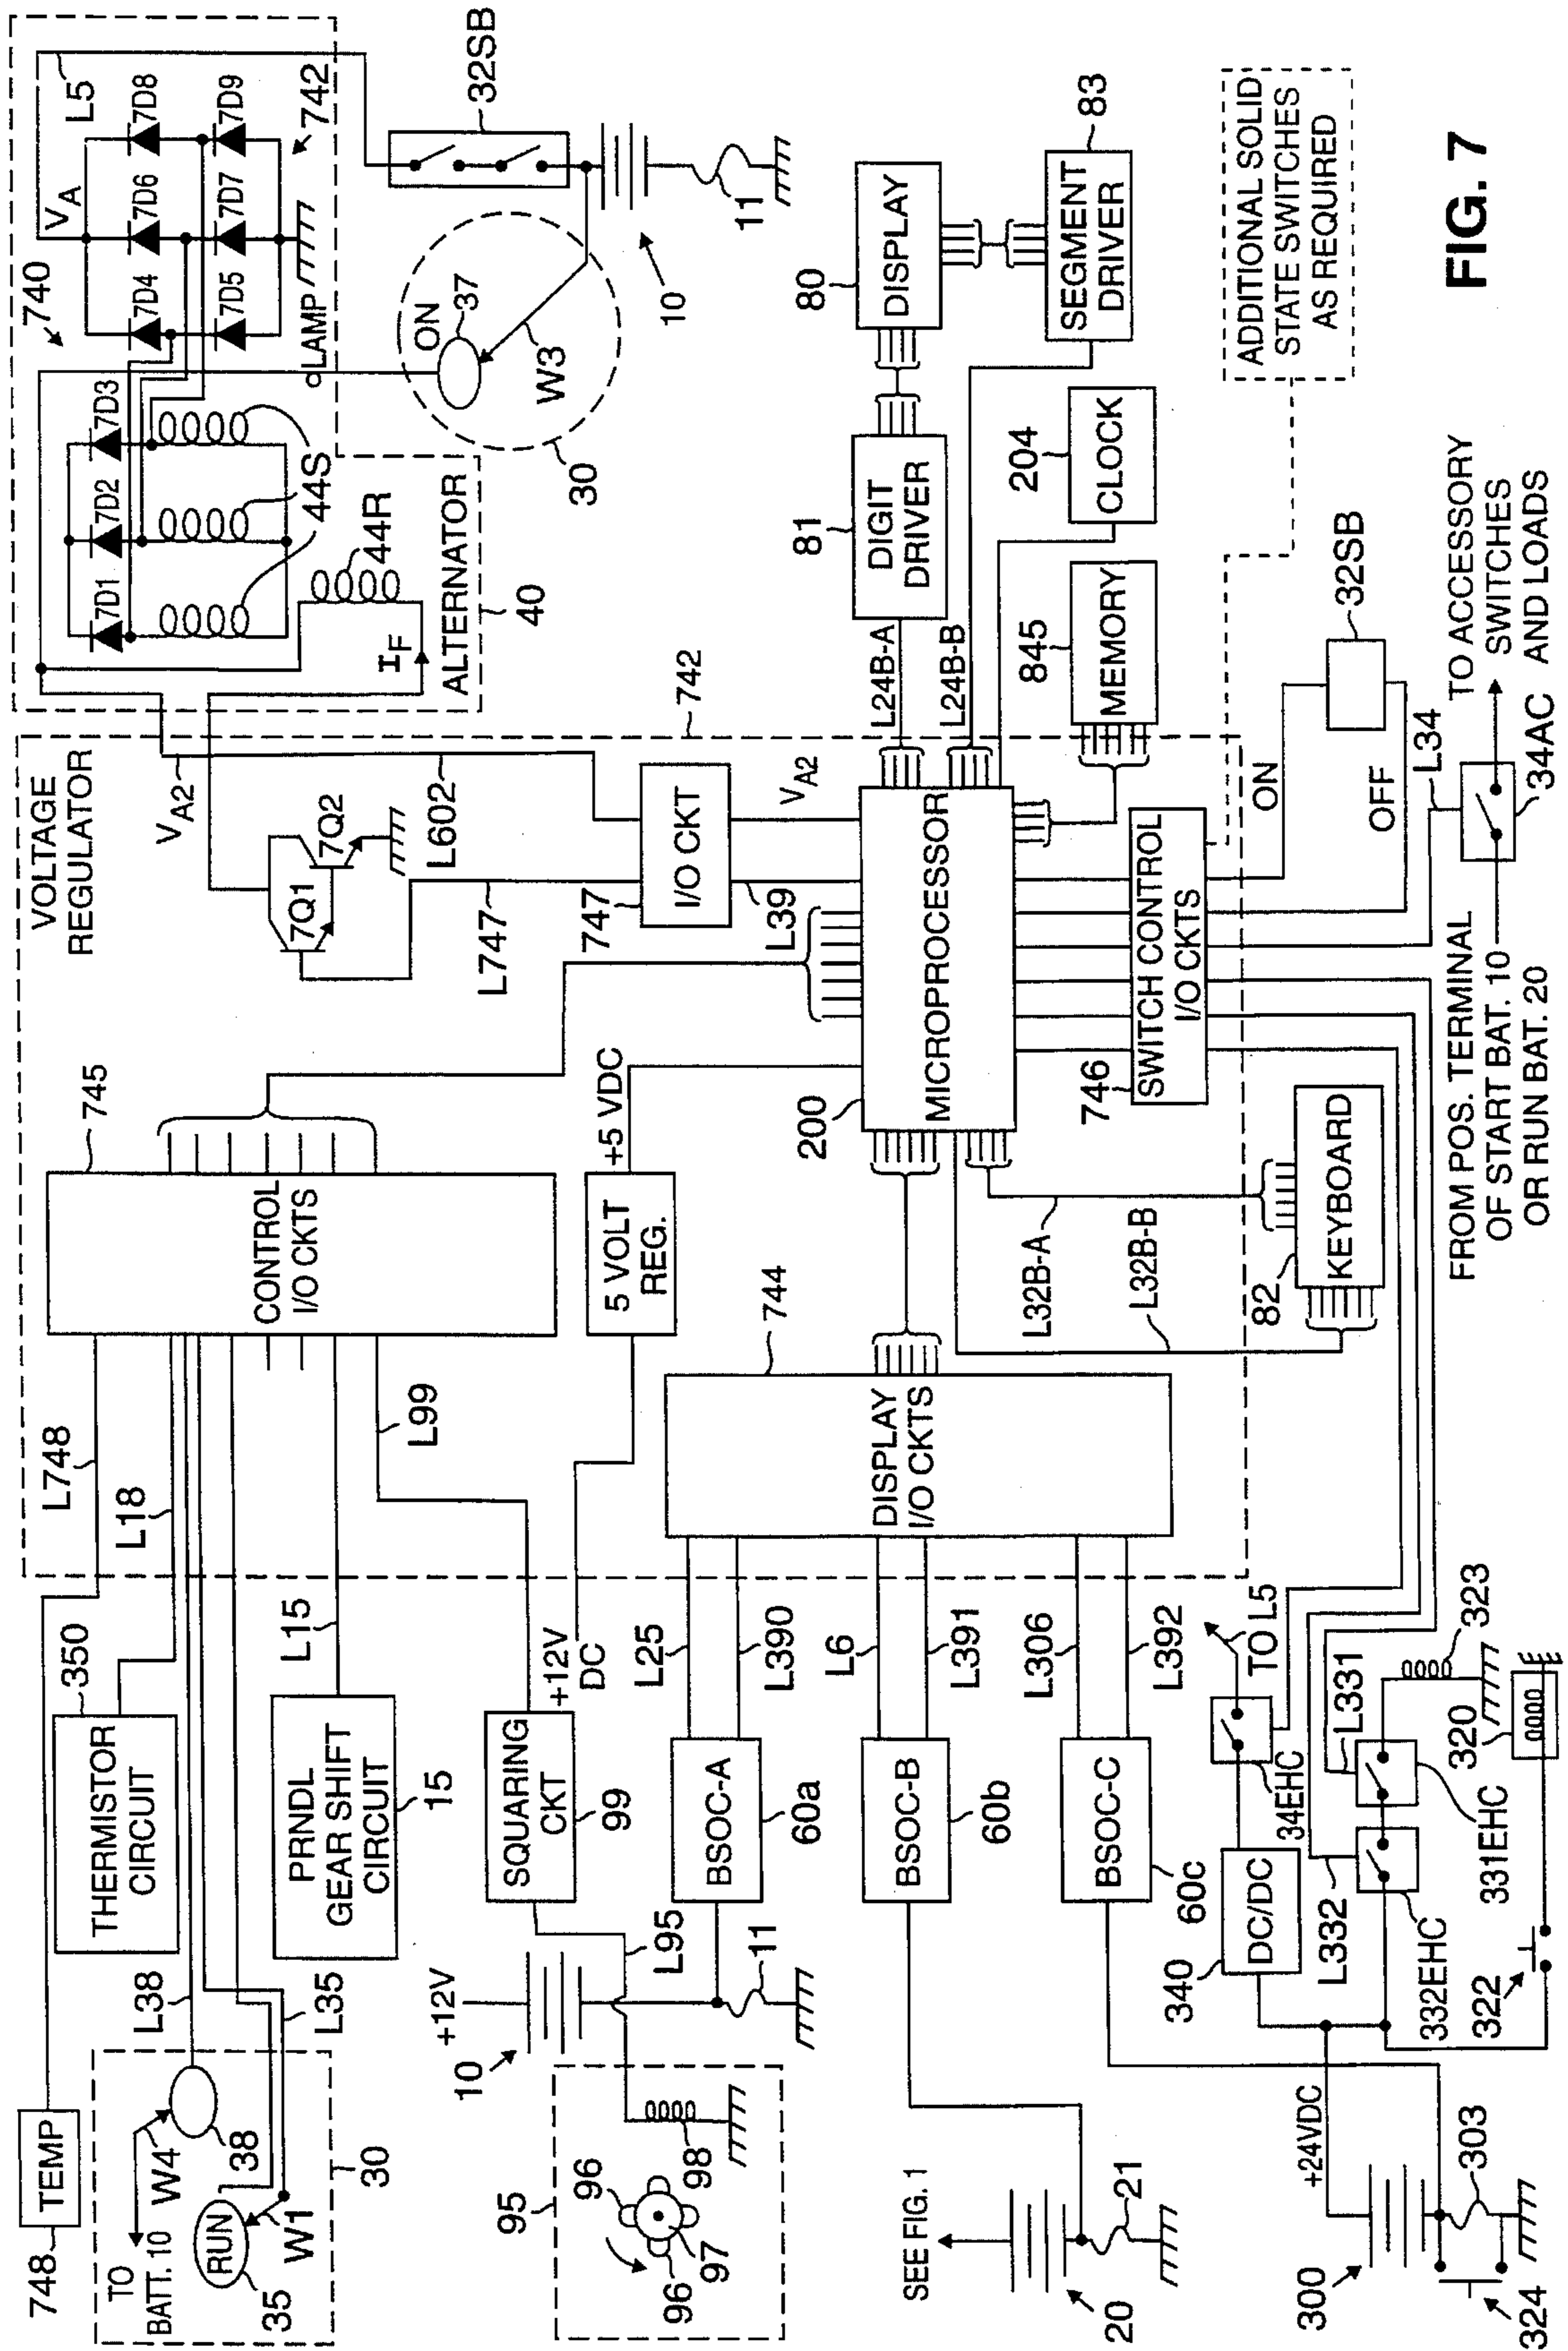 748
TEMP
TO
BATT. 10
W4
38
RUN
35
W1
30
L38
L35
350
THERMISTOR
CIRCUIT
PRNDL
GEAR SHIFT
CIRCUIT
15
L748
L18
L15
L99
745
CONTROL
I/O CKTS
VOLTAGE
REGULATOR
VA2
7Q1
7Q2
L747
L602
747
I/O CKT
L39
VA2
742
740
7D1
7D2
7D3
44S
44R
IF
ALTERNATOR
40
LAMP
VA
7D4
7D5
7D6
7D7
7D8
7D9
742
L5
32SB
ON
37
W3
30
10
11
95
96
96
97
98
10
+12V
L95
11
SQUARING
CKT
99
+12V
DC
5 VOLT
REG.
+5 VDC
BSOC-A
60a
L25
L390
BSOC-B
60b
L6
L391
BSOC-C
60c
L306
L392
744
DISPLAY
I/O CKTS
200
MICROPROCESSOR
L24B-A
L24B-B
81
DIGIT
DRIVER
80
DISPLAY
83
SEGMENT
DRIVER
204
CLOCK
845
MEMORY
746
SWITCH CONTROL
I/O CKTS
ADDITIONAL SOLID
STATE SWITCHES
AS REQUIRED
L32B-A
L32B-B
82
KEYBOARD
ON
OFF
32SB
L34
34AC
TO ACCESSORY
SWITCHES
AND LOADS
FROM POS. TERMINAL
OF START BAT. 10
OR RUN BAT. 20
SEE FIG. 1
20
21
+24VDC
300
303
324
340
DC/DC
34EHC
TO L5
L332
332EHC
L331
331EHC
323
320
322
FIG. 7